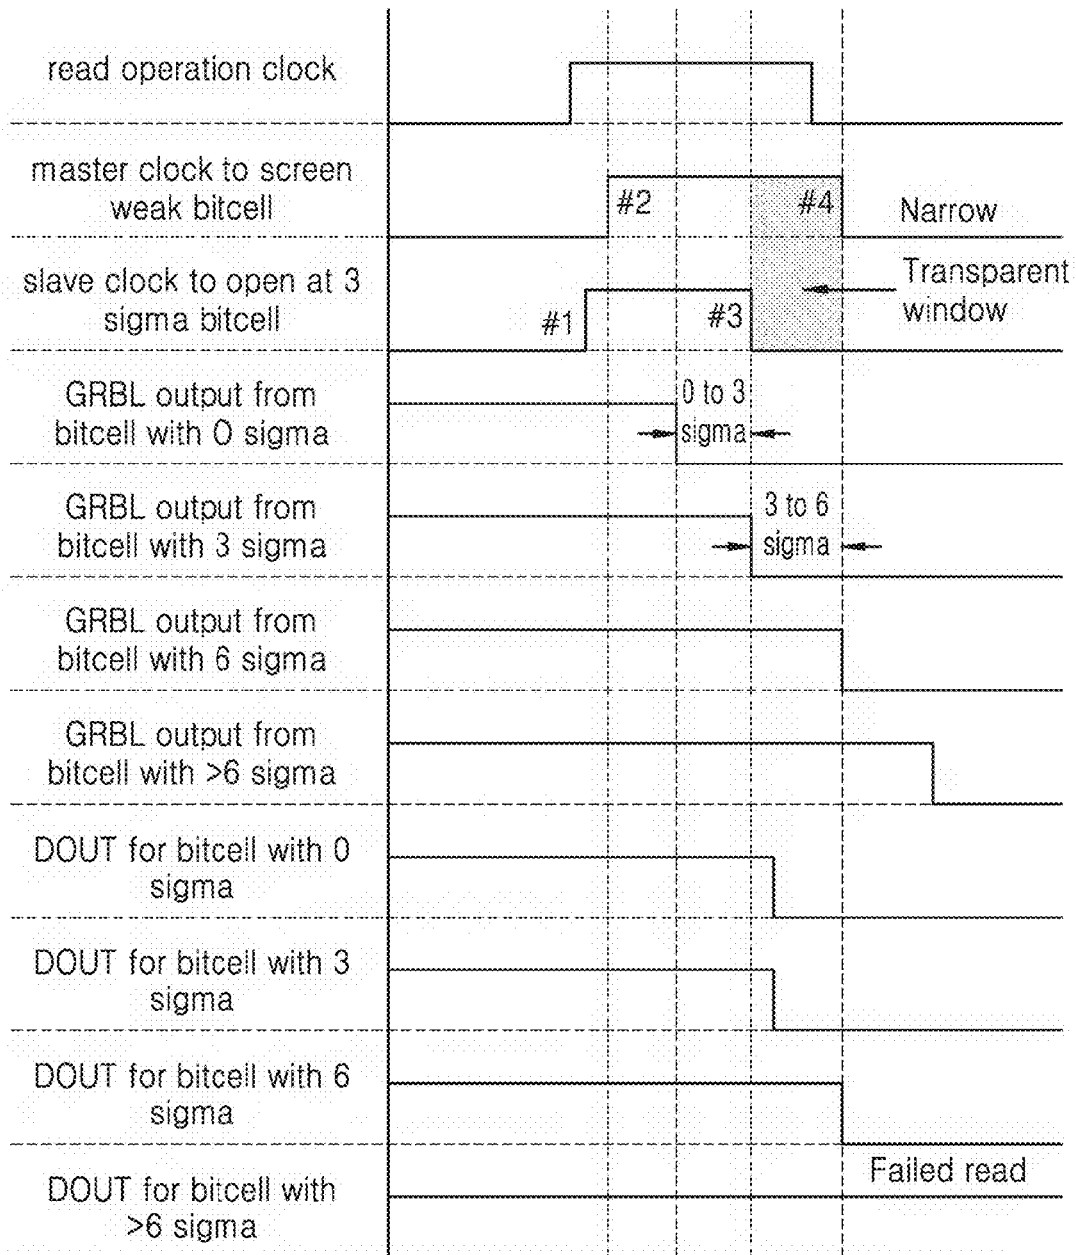 read operation clock
master clock to screen
weak bitcell
#2
#4
Narrow
slave clock to open at 3
sigma bitcell
#1
#3
Transparent
window
GRBL output from
bitcell with 0 sigma
0 to 3
sigma
GRBL output from
bitcell with 3 sigma
3 to 6
sigma
GRBL output from
bitcell with 6 sigma
GRBL output from
bitcell with >6 sigma
DOUT for bitcell with 0
sigma
DOUT for bitcell with 3
sigma
DOUT for bitcell with 6
sigma
Failed read
DOUT for bitcell with
>6 sigma